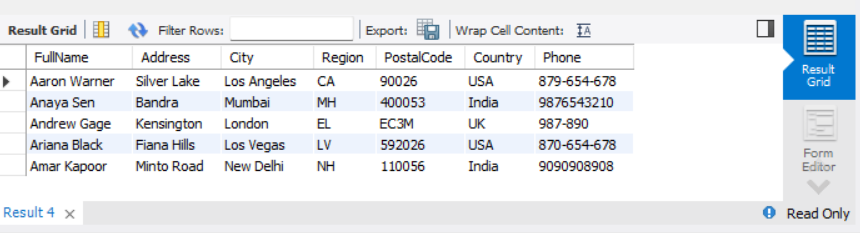 Result Grid Filter Rows: Export: Wrap Cell Content: IA
FullName Address City Region PostalCode Country Phone
Aaron Warner Silver Lake Los Angeles CA 90026 USA 879-654-678
Anaya Sen Bandra Mumbai MH 400053 India 9876543210
Andrew Gage Kensington London EL EC3M UK 987-890
Ariana Black Fiana Hills Los Vegas LV 592026 USA 870-654-678
Amar Kapoor Minto Road New Delhi NH 110056 India 9090908908
Result
Grid
Form
Editor
Result 4 Read Only